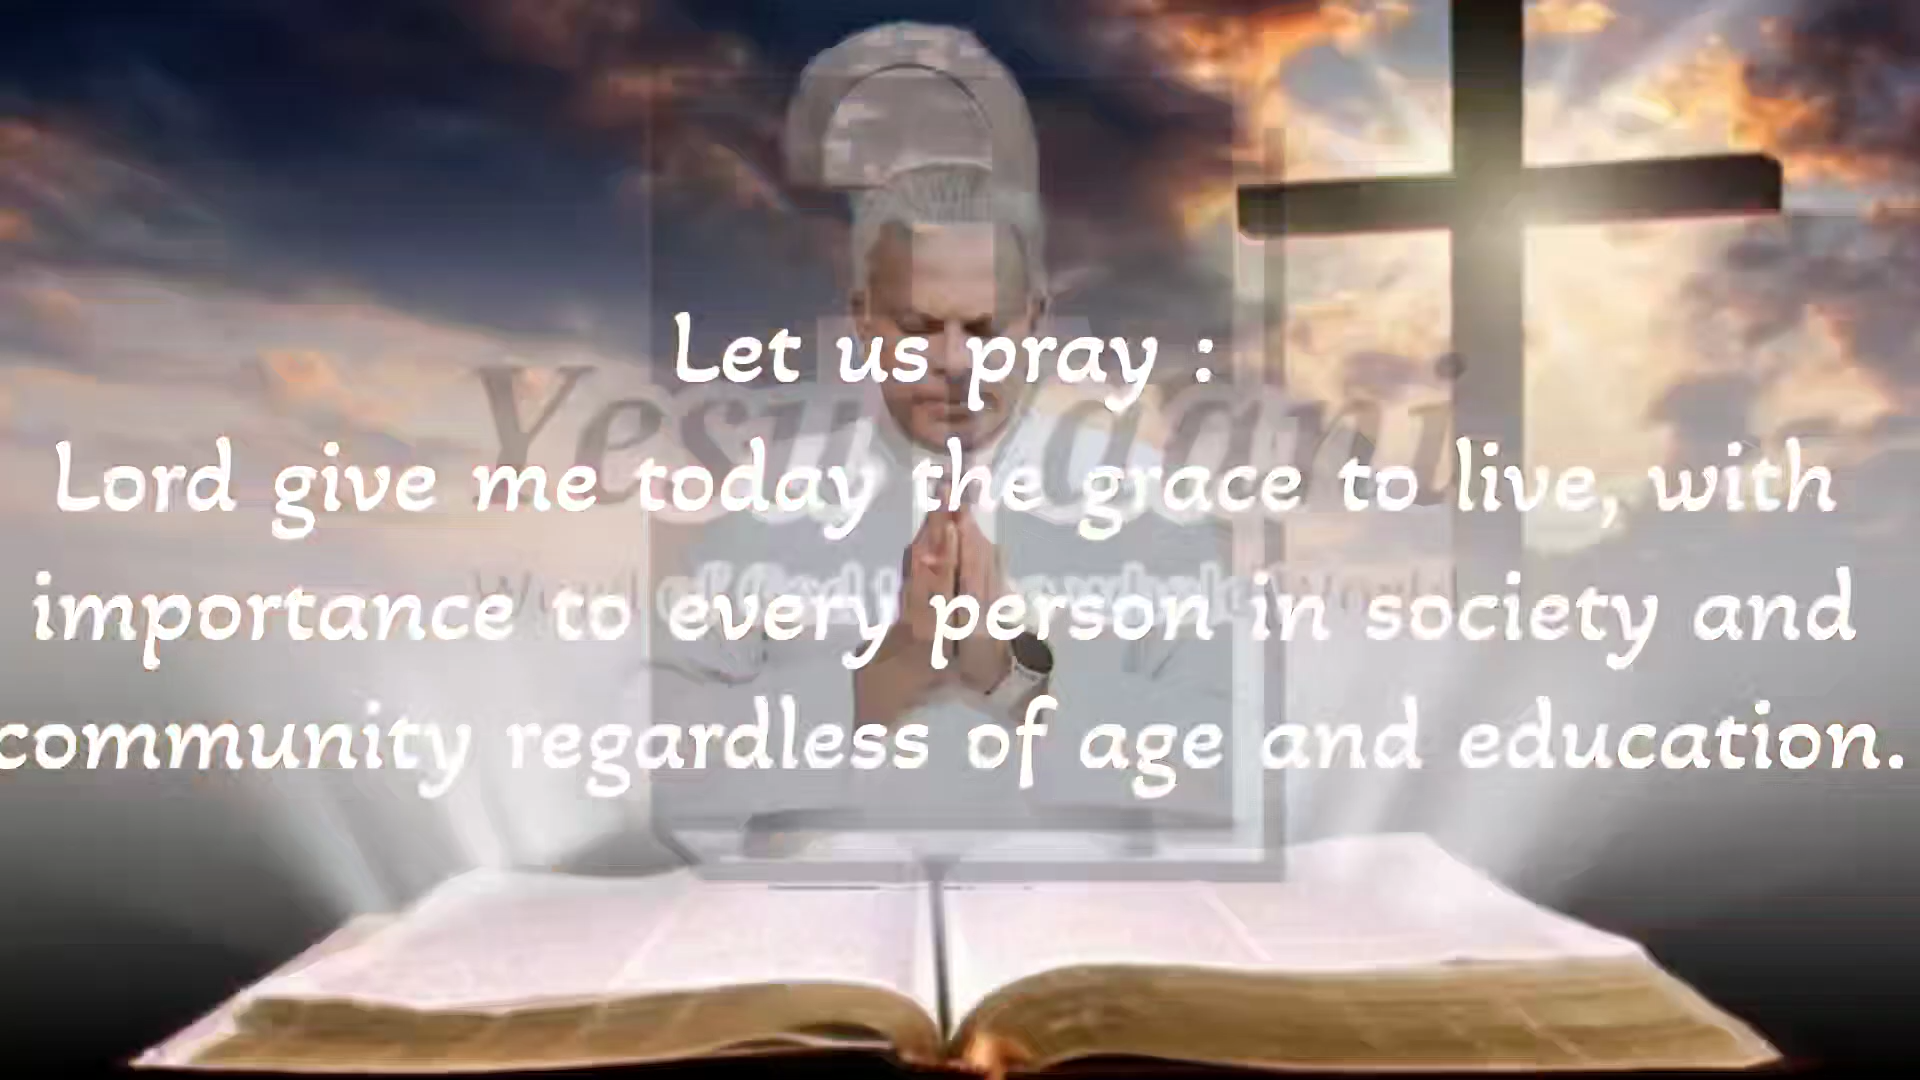 Let us pray :
Lord give me today the grace to live, with
importance to every person in society and
community regardless of age and education.